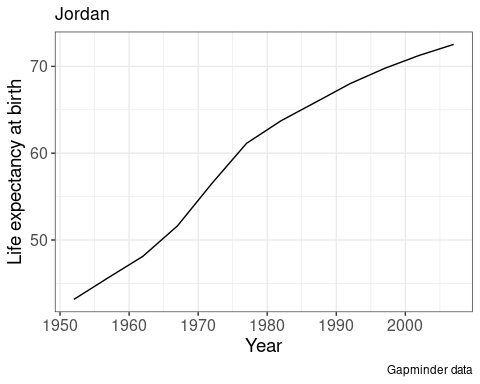 Jordan
Life expectancy at birth
70
60
50
1950 1960 1970 1980 1990 2000
Year
Gapminder data